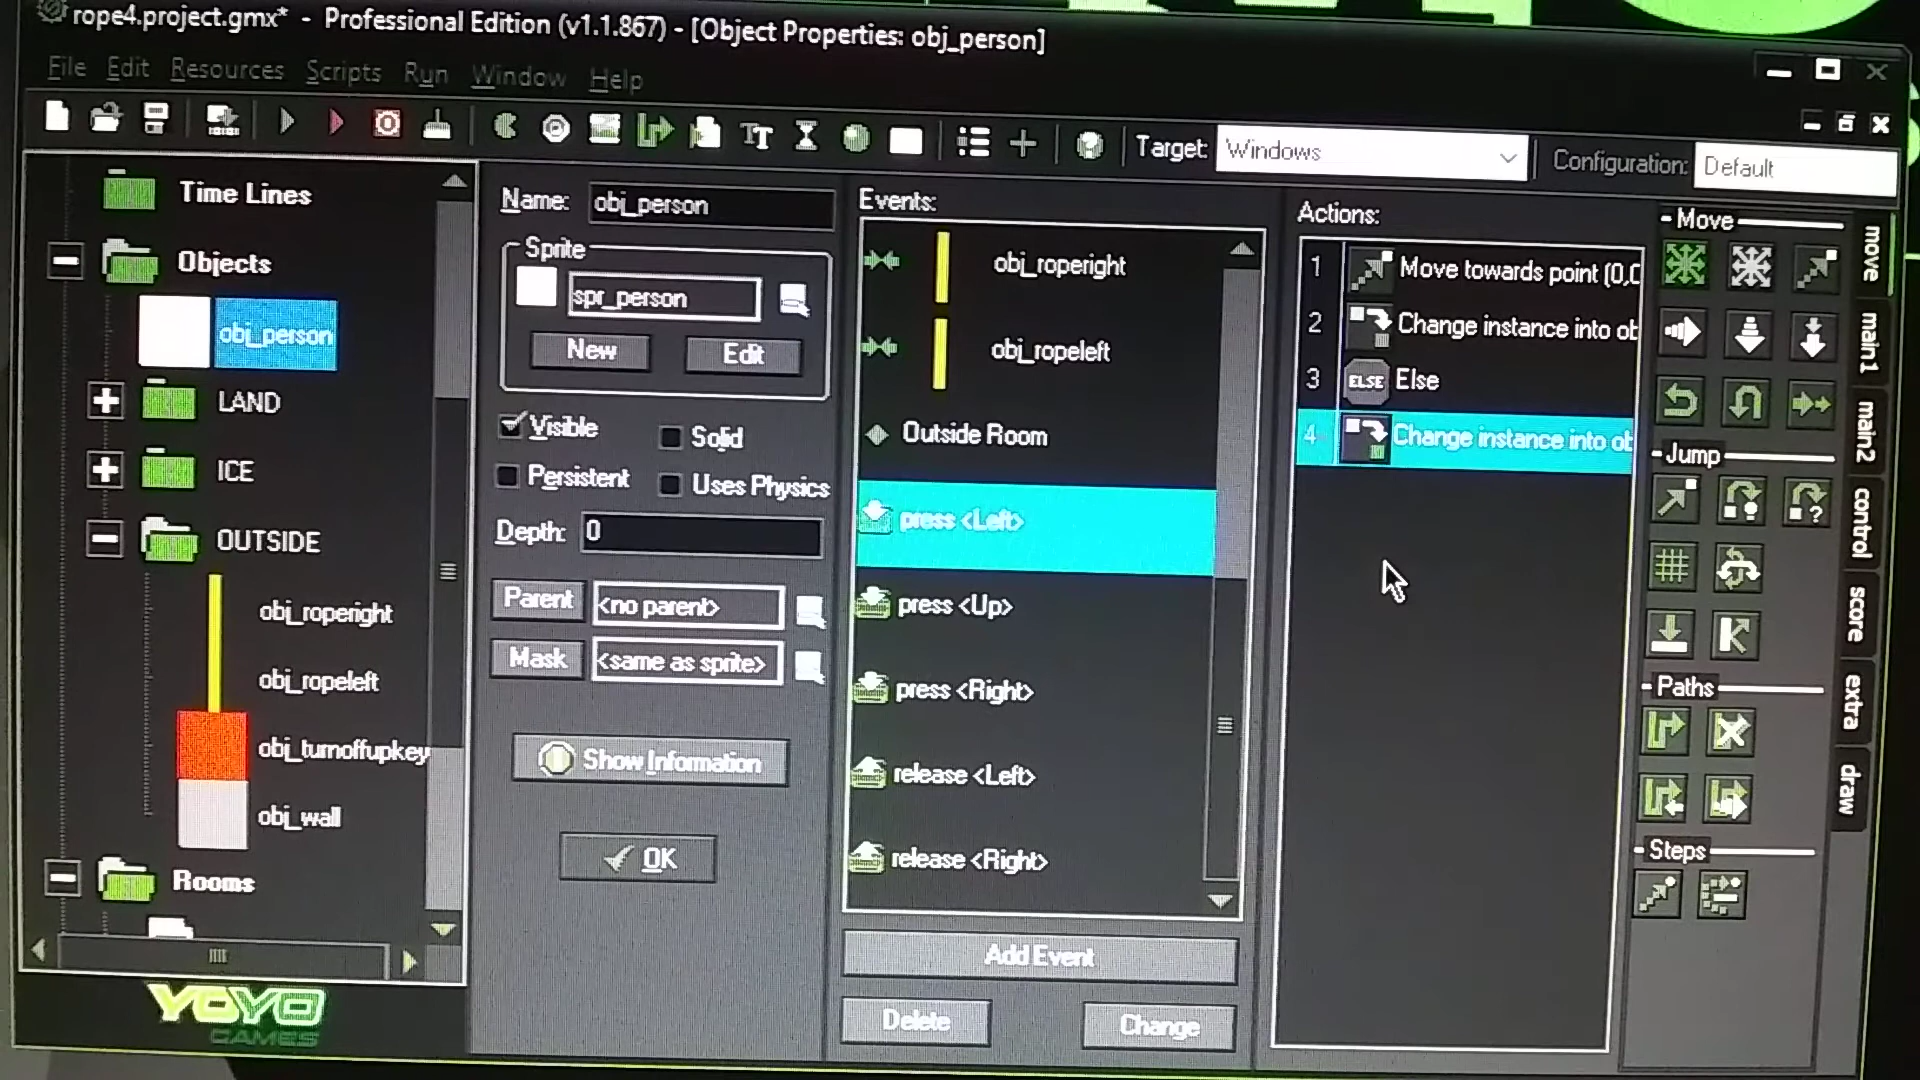 rope4.project.gmx* - Professional Edition (v1.1.867) - [Object Properties: obj_person]
File Edit Resources Scripts Run Window Help
Target: Windows
Configuration: Default
Time Lines
Objects
obj_person
LAND
ICE
OUTSIDE
obj_roperight
obj_ropeleft
obj_turnoffupkey
obj_wall
Rooms
YOYO
GAMES
Name: obj_person
Sprite
spr_person
New
Edit
Visible
Solid
Persistent
Uses Physics
Depth: 0
Parent <no parent>
Mask <same as sprite>
Show Information
OK
Events:
obj_roperight
obj_ropeleft
Outside Room
press <Left>
press <Up>
press <Right>
release <Left>
release <Right>
Add Event
Delete
Change
Actions:
1 Move towards point (0,0
2 Change instance into ob
3 ELSE Else
4 Change instance into ob
Move
Jump
Paths
Steps
move
main1
main2
control
score
extra
draw